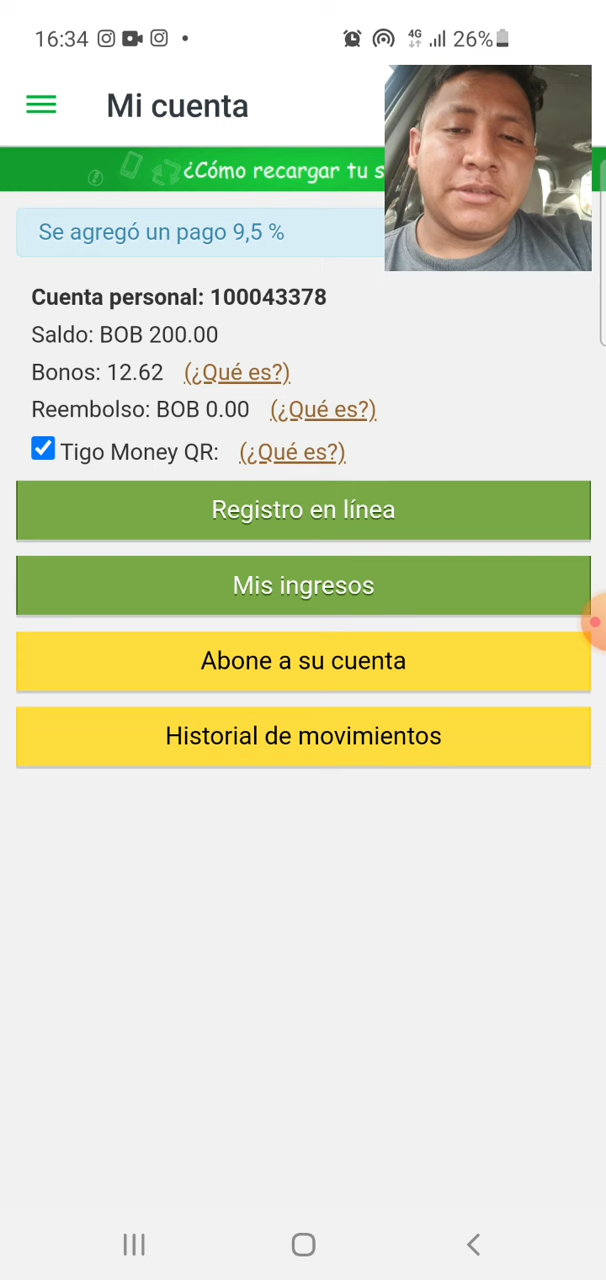 16:34
4G
26%
Mi cuenta
¿Cómo recargar tu s
Se agregó un pago 9,5 %
Cuenta personal: 100043378
Saldo: BOB 200.00
Bonos: 12.62 (¿Qué es?)
Reembolso: BOB 0.00 (¿Qué es?)
Tigo Money QR: (¿Qué es?)
Registro en línea
Mis ingresos
Abone a su cuenta
Historial de movimientos